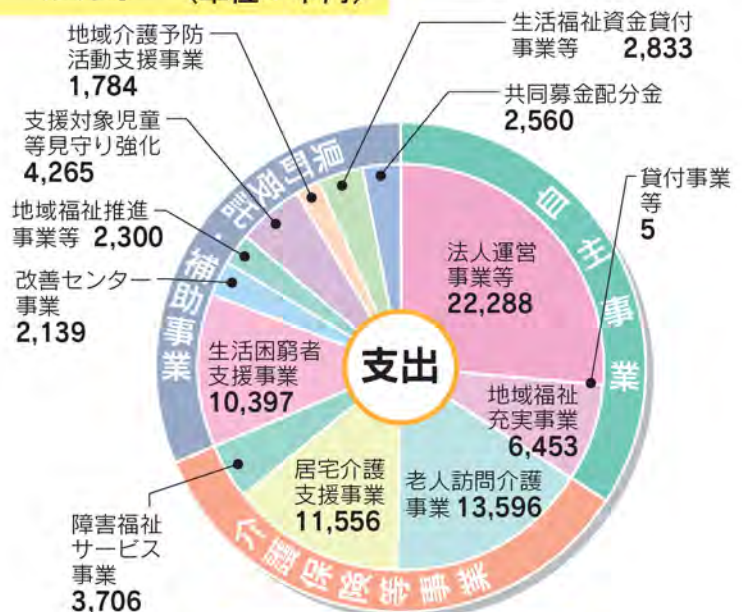 地域介護予防
活動支援事業
1,784
生活福祉資金貸付
事業等 2,833
共同募金配分金
2,560
支援対象児童
等見守り強化
4,265
地域福祉推進
事業等 2,300
改善センター
事業
2,139
貸付事業
等
5
自主事業
法人運営
事業等
22,288
地域福祉
充実事業
6,453
支出
生活困窮者
支援事業
10,397
居宅介護
支援事業
11,556
老人訪問介護
事業 13,596
障害福祉
サービス
事業
3,706
介護保険等事業
県町受託・補助事業